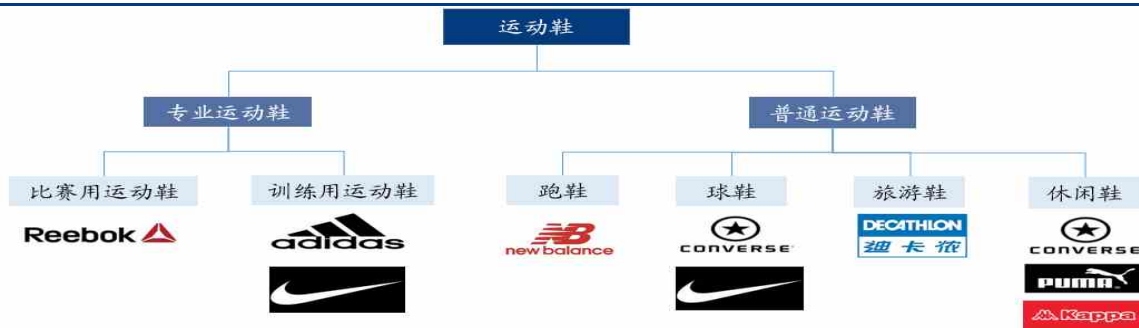 运动鞋
专业运动鞋
普通运动鞋
比赛用运动鞋
训练用运动鞋
跑鞋
球鞋
旅游鞋
休闲鞋
Reebok
adidas
NB
new balance
CONVERSE
DECATHLON
迪卡侬
CONVERSE
PUMA
Kappa